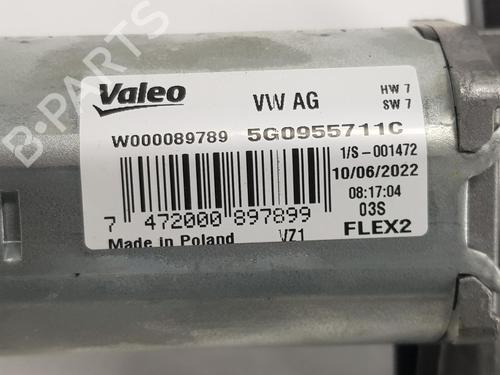 B-PARTS
Valeo
VW AG
HW 7
SW 7
W000089789 5G0955711C
1/S-001472
10/06/2022
08:17:04
03S
FLEX2
7 472000 897899
Made in Poland
VZ1